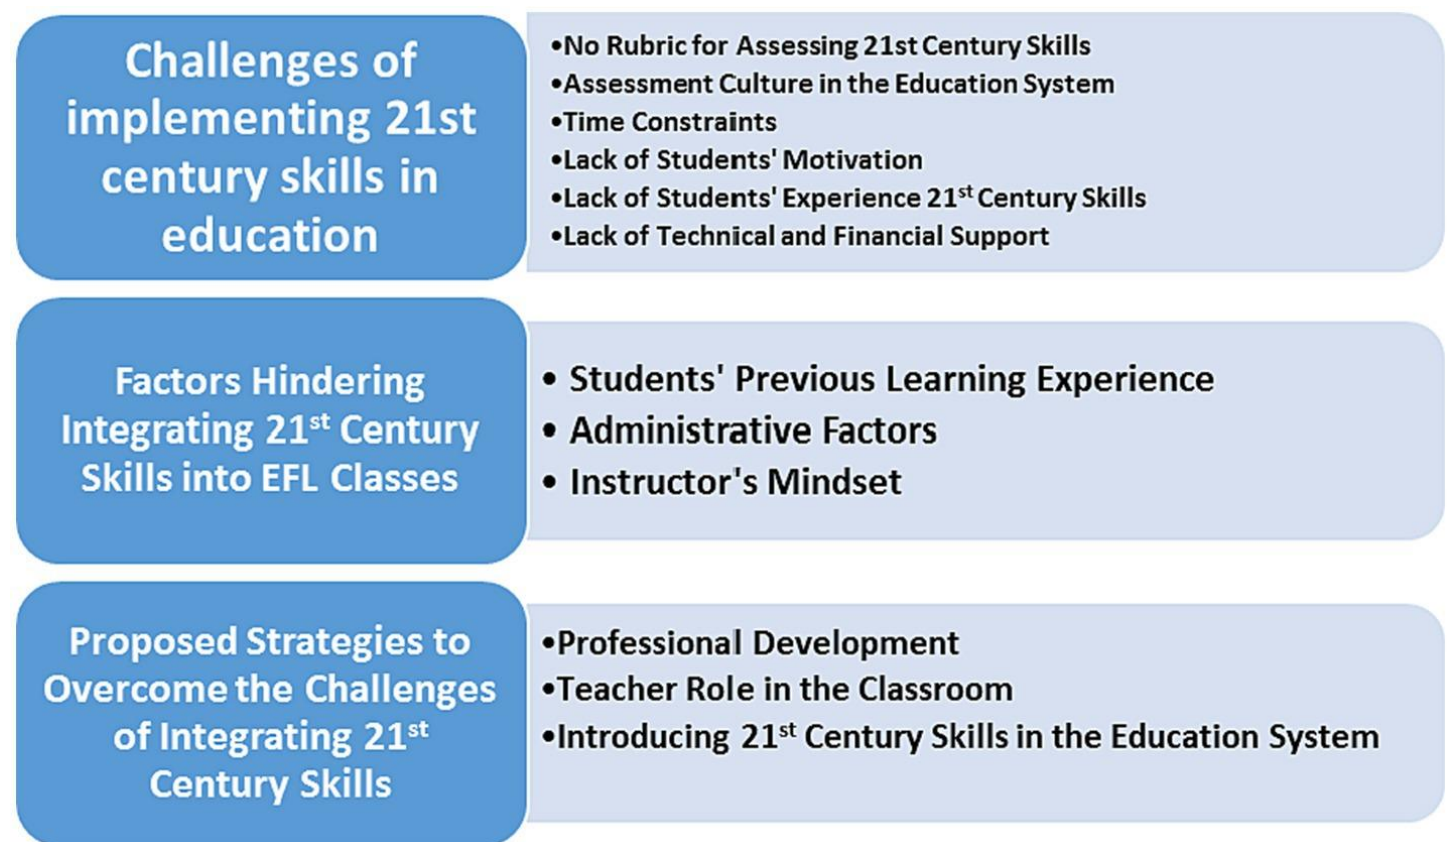 Challenges of
implementing 21st
century skills in
education
•No Rubric for Assessing 21st Century Skills
•Assessment Culture in the Education System
•Time Constraints
•Lack of Students' Motivation
•Lack of Students' Experience 21st Century Skills
•Lack of Technical and Financial Support
Factors Hindering
Integrating 21st Century
Skills into EFL Classes
• Students' Previous Learning Experience
• Administrative Factors
• Instructor's Mindset
Proposed Strategies to
Overcome the Challenges
of Integrating 21st
Century Skills
•Professional Development
•Teacher Role in the Classroom
•Introducing 21st Century Skills in the Education System